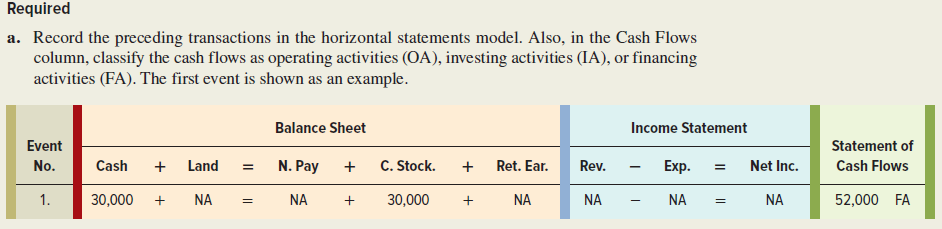 Required
a. Record the preceding transactions in the horizontal statements model. Also, in the Cash Flows
column, classify the cash flows as operating activities (OA), investing activities (IA), or financing
activities (FA). The first event is shown as an example.
Balance Sheet Income Statement
Event Statement of
No. Cash + Land = N. Pay + C. Stock. + Ret. Ear. Rev. − Exp. = Net Inc. Cash Flows
1. 30,000 + NA = NA + 30,000 + NA NA − NA = NA 52,000 FA